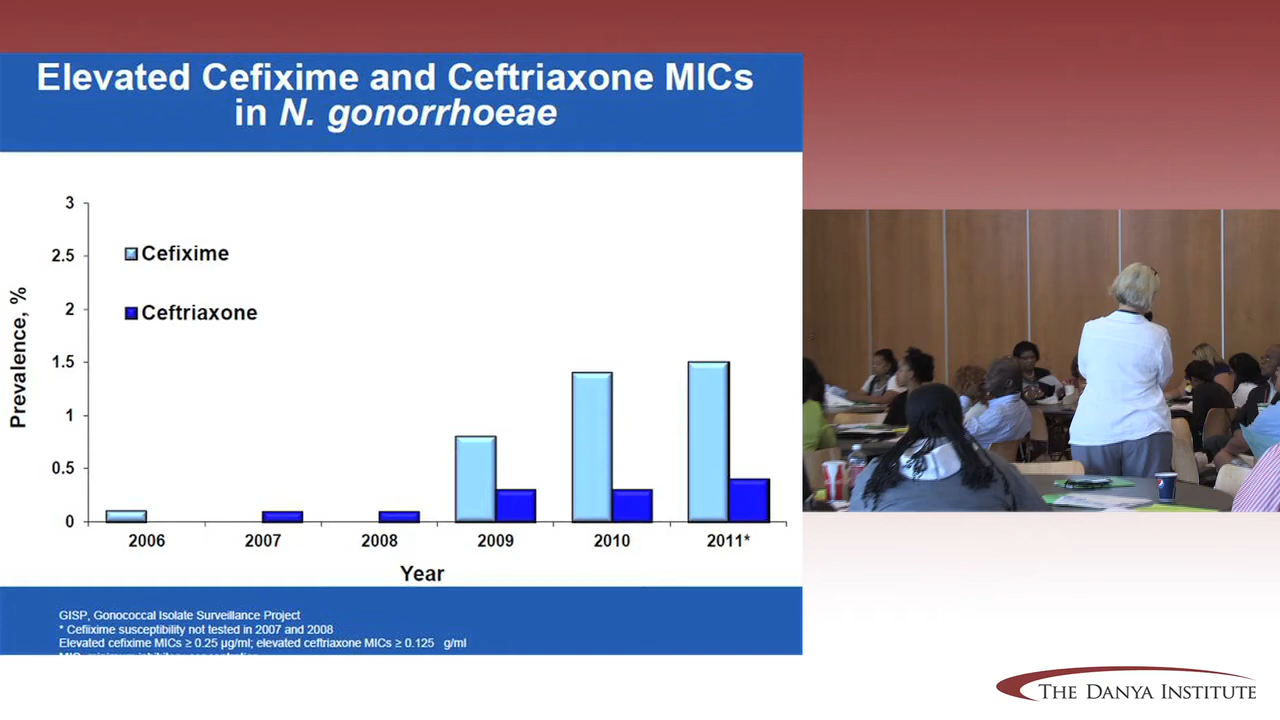 Elevated Cefixime and Ceftriaxone MICs
in N. gonorrhoeae
3
2.5
2
1.5
1
0.5
0
Prevalence, %
Cefixime
Ceftriaxone
2006 2007 2008 2009 2010 2011*
Year
GISP, Gonococcal Isolate Surveillance Project
* Cefiixime susceptibility not tested in 2007 and 2008
Elevated cefixime MICs ≥ 0.25 µg/ml; elevated ceftriaxone MICs ≥ 0.125 g/ml
THE DANYA INSTITUTE